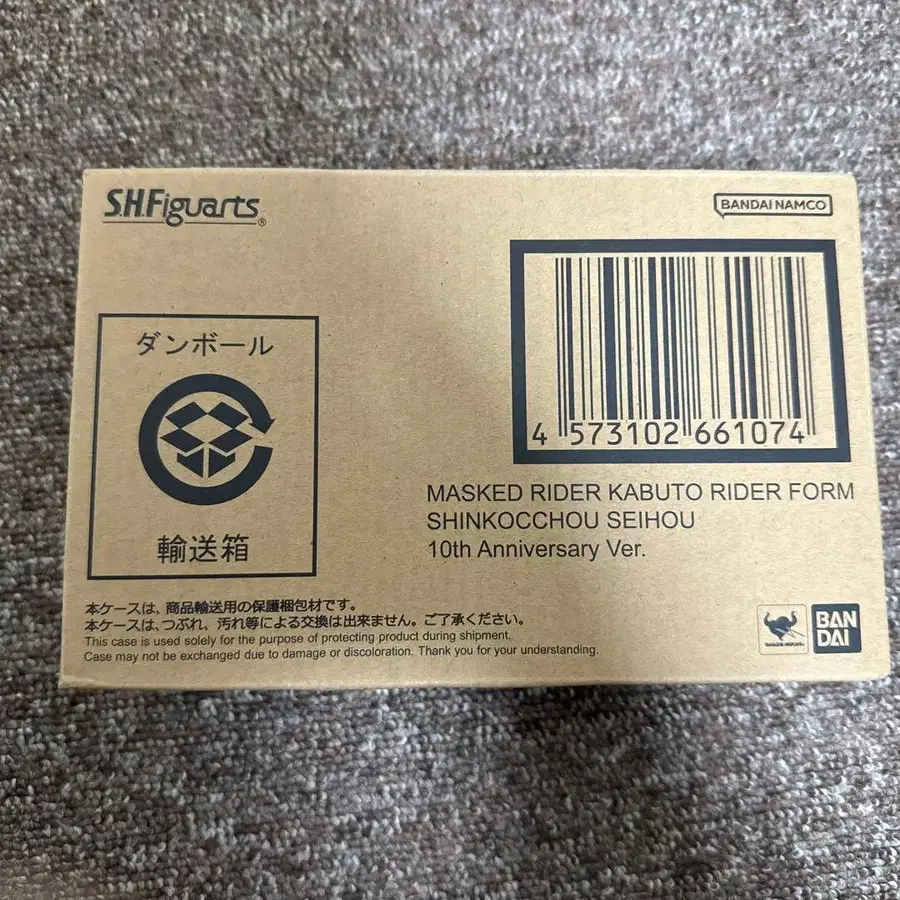 S.H.Figuarts®
BANDAI NAMCO
ダンボール
輸送箱
4 573102 661074
MASKED RIDER KABUTO RIDER FORM
SHINKOCCHOU SEIHOU
10th Anniversary Ver.
本ケースは、商品輸送用の保護梱包材です。
本ケースは、つぶれ、汚れ等による交換は出来ません。ご了承ください。
This case is used solely for the purpose of protecting product during shipment.
Case may not be exchanged due to damage or discoloration. Thank you for your understanding.
BAN
DAI